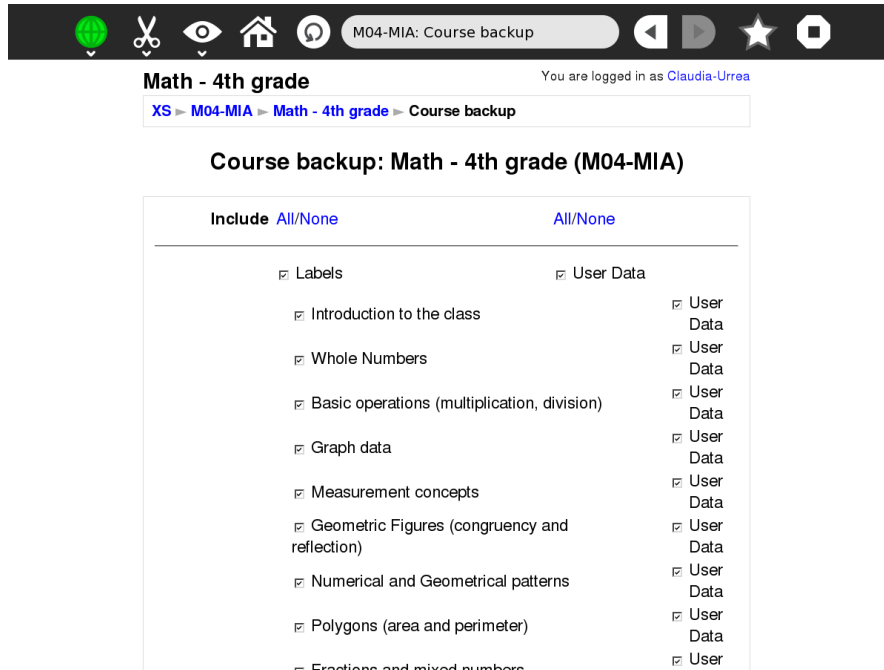 M04-MIA: Course backup
Math - 4th grade
You are logged in as Claudia-Urrea
XS ► M04-MIA ► Math - 4th grade ► Course backup
Course backup: Math - 4th grade (M04-MIA)
Include All/None All/None
Labels User Data
Introduction to the class User Data
Whole Numbers User Data
Basic operations (multiplication, division) User Data
Graph data User Data
Measurement concepts User Data
Geometric Figures (congruency and reflection) User Data
Numerical and Geometrical patterns User Data
Polygons (area and perimeter) User Data
Fractions and mixed numbers User